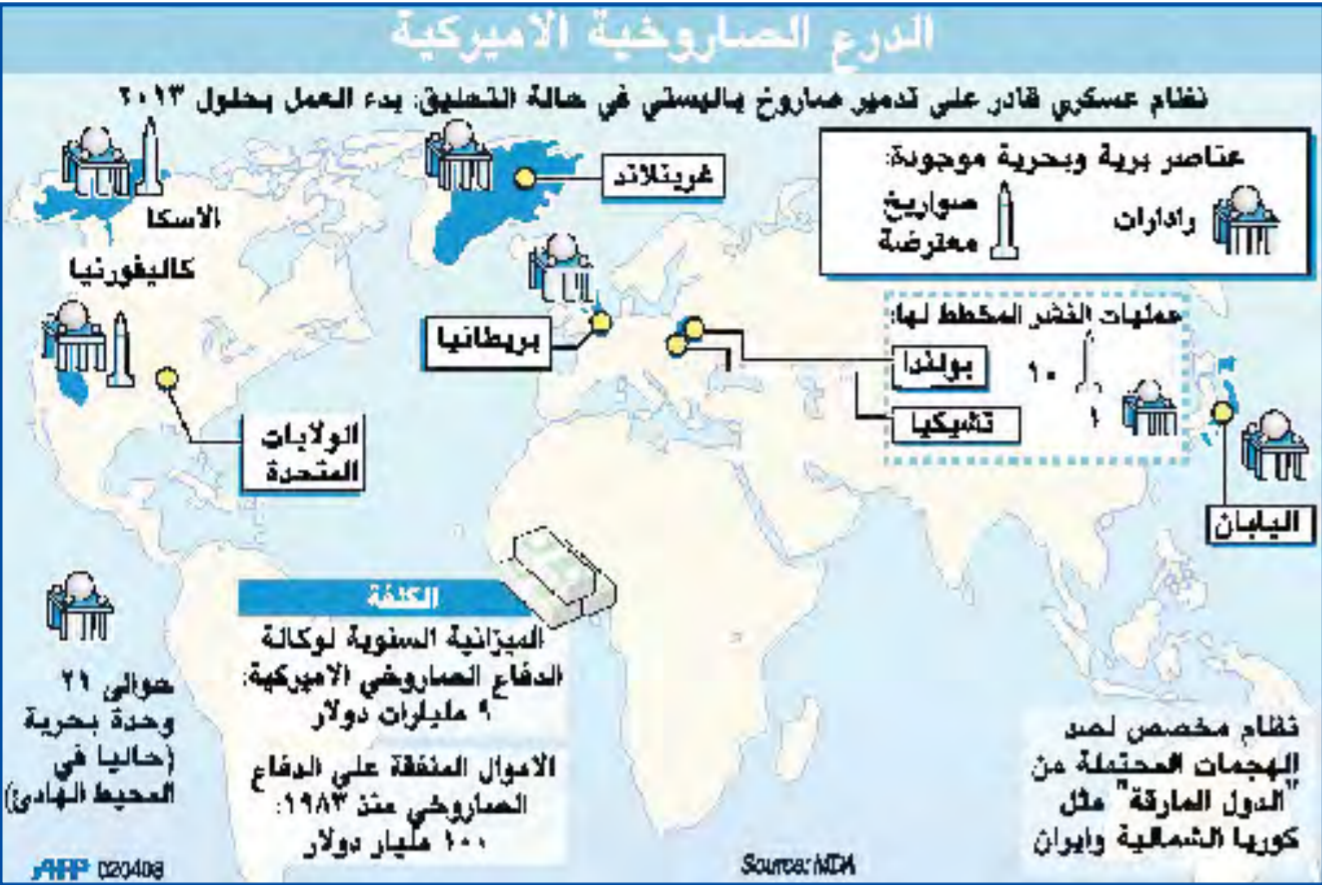 الدرع الصاروخية الاميركية
نظام عسكري قادر على تدمير صاروخ باليستي في حالة التحليق: بدء العمل بحلول ٢٠١٣
عناصر برية وبحرية موجودة:
رادارات
صواريخ
معترضة
غرينلاند
الاسكا
كاليفورنيا
عمليات النشر المخطط لها:
بولندا
١٠
تشيكيا
١
بريطانيا
الولايات
المتحدة
اليابان
الكلفة
الميزانية السنوية لوكالة
الدفاع الصاروخي الاميركية:
٩ مليارات دولار
الاموال المنفقة على الدفاع
الصاروخي منذ ١٩٨٣:
١٠٠ مليار دولار
حوالى ٢١
وحدة بحرية
(حاليا في
المحيط الهادئ)
نظام مخصص لصد
الهجمات المحتملة من
"الدول المارقة" مثل
كوريا الشمالية وايران
AFP 020408
Source: MDA